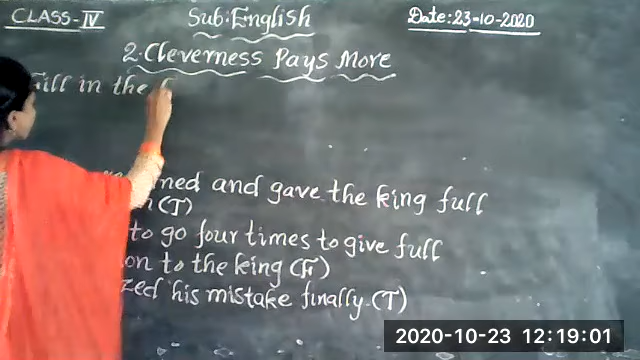 CLASS-IV
Sub:English
Date:23-10-2020
2.Cleverness Pays More
Fill in the
ned and gave the king full
(T)
to go four times to give full
on to the king (F)
zed his mistake finally.(T)
2020-10-23 12:19:01